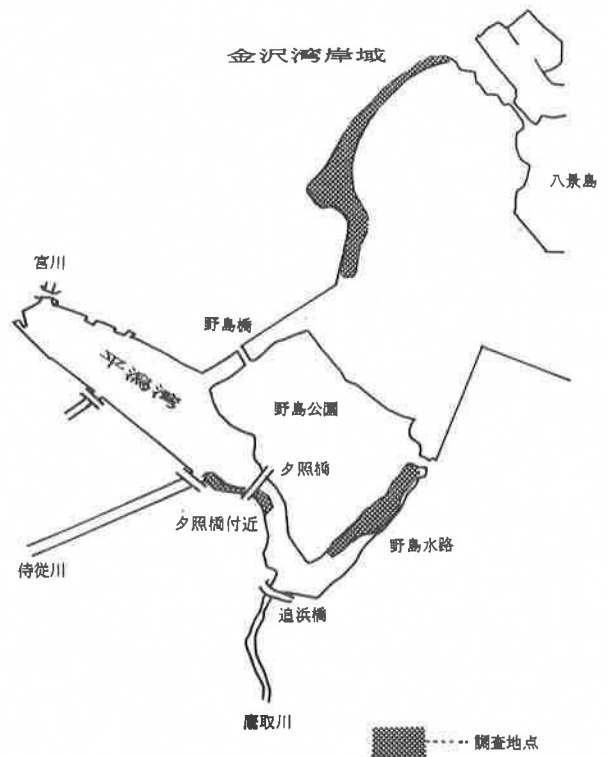 金沢湾岸域
八景島
宮川
野島橋
平潟湾
野島公園
夕照橋
夕照橋付近
野島水路
侍従川
追浜橋
鷹取川
調査地点